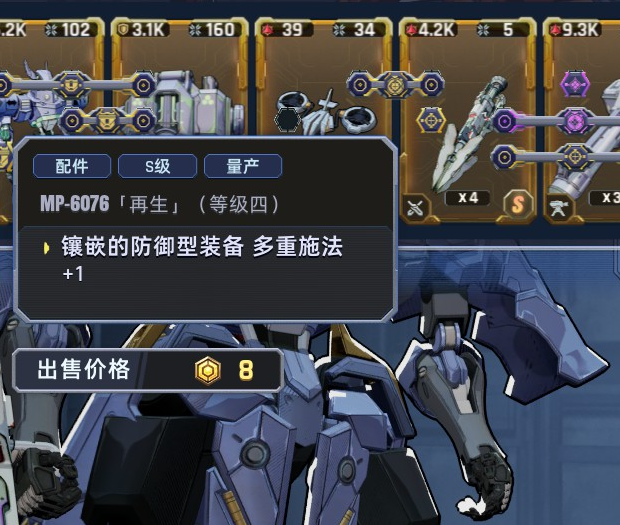 .2K 102 3.1K 160 39 34 4.2K 5 9.3K
配件 S级 量产
MP-6076「再生」（等级四）
镶嵌的防御型装备 多重施法
+1
x4 S x3
出售价格 8